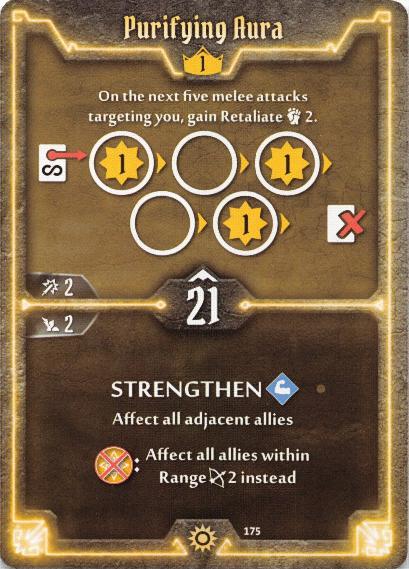 Purifying Aura
1
On the next five melee attacks
targeting you, gain Retaliate 2.
1 1
1
2
21
2
STRENGTHEN
Affect all adjacent allies
: Affect all allies within
Range 2 instead
175